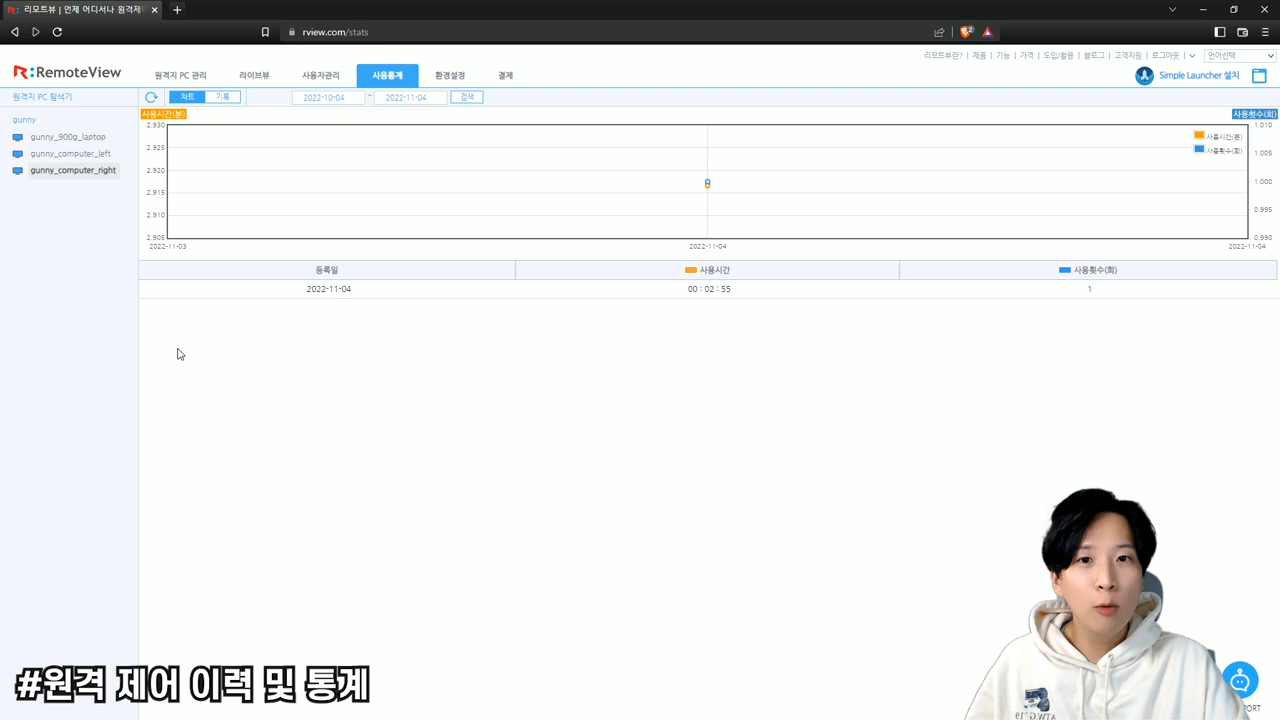 리모트뷰 | 언제 어디서나 원격제
rview.com/stats
2
리모트뷰란? | 제품 | 기능 | 가격 | 도입/활용 | 블로그 | 고객지원 | 로그아웃 | 언어선택
RemoteView
원격지 PC 관리 라이브뷰 사용자관리 사용통계 환경설정 결제
Simple Launcher 설치
원격지 PC 탐색기
차트 기록 2022-10-04 ~ 2022-11-04 검색
gunny
gunny_900g_laptop
gunny_computer_left
gunny_computer_right
사용시간(분) 사용횟수(회)
2.930 1.010
2.925
2.920 1.005
2.915 1.000
2.910 0.995
2.905 0.990
사용시간(분)
사용횟수(회)
2022-11-03 2022-11-04 2022-11-04
등록일 사용시간 사용횟수(회)
2022-11-04 00 : 02 : 55 1
#원격 제어 이력 및 통계
PORT